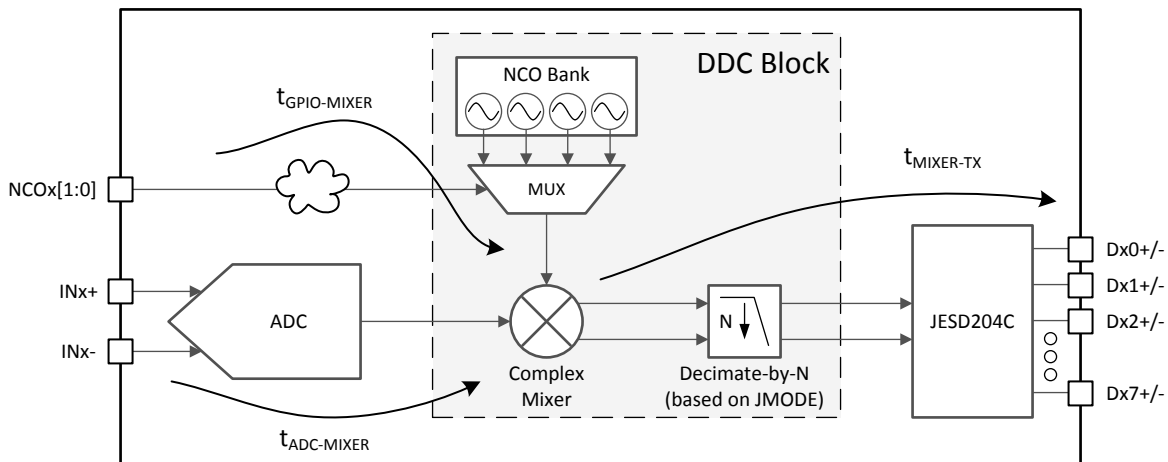 NCO Bank
DDC Block
tGPIO-MIXER
tMIXER-TX
NCOx[1:0]
MUX
Dx0+/-
INx+
Dx1+/-
ADC
N
JESD204C
Dx2+/-
INx-
Complex
Mixer
Decimate-by-N
(based on JMODE)
Dx7+/-
tADC-MIXER